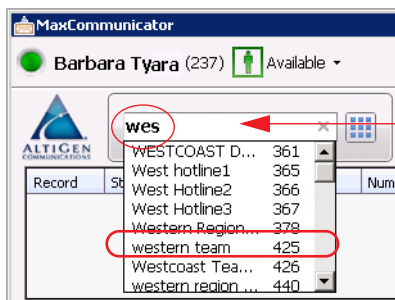 MaxCommunicator
Barbara Tyara (237) Available
wes
ALTIGEN
COMMUNICATIONS
WESTCOAST D... 361
West hotline1 365
West Hotline2 366
West Hotline3 367
Western Region... 378
western team 425
Westcoast Tea... 426
western region ... 440
Record St Num